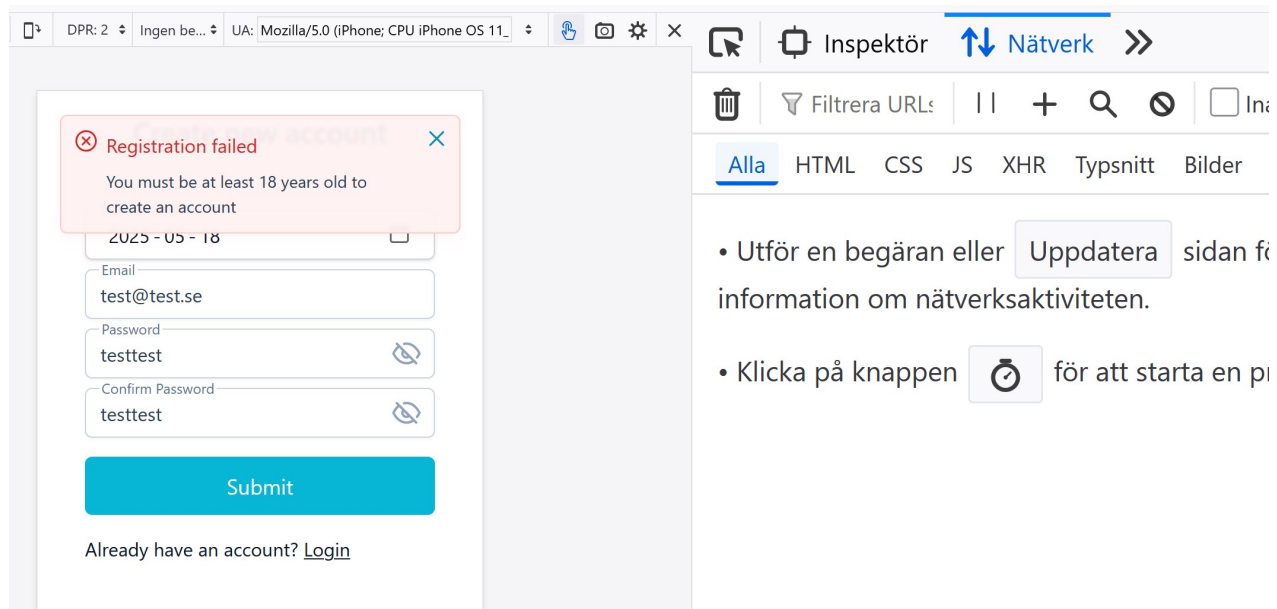 DPR: 2 Ingen be... UA: Mozilla/5.0 (iPhone; CPU iPhone OS 11_
Inspektör Nätverk
Filtrera URLs
Alla HTML CSS JS XHR Typsnitt Bilder
• Utför en begäran eller Uppdatera sidan fö
information om nätverksaktiviteten.
• Klicka på knappen för att starta en pr
Create new account
Registration failed
You must be at least 18 years old to
create an account
2025 - 05 - 18
Email
test@test.se
Password
testtest
Confirm Password
testtest
Submit
Already have an account? Login